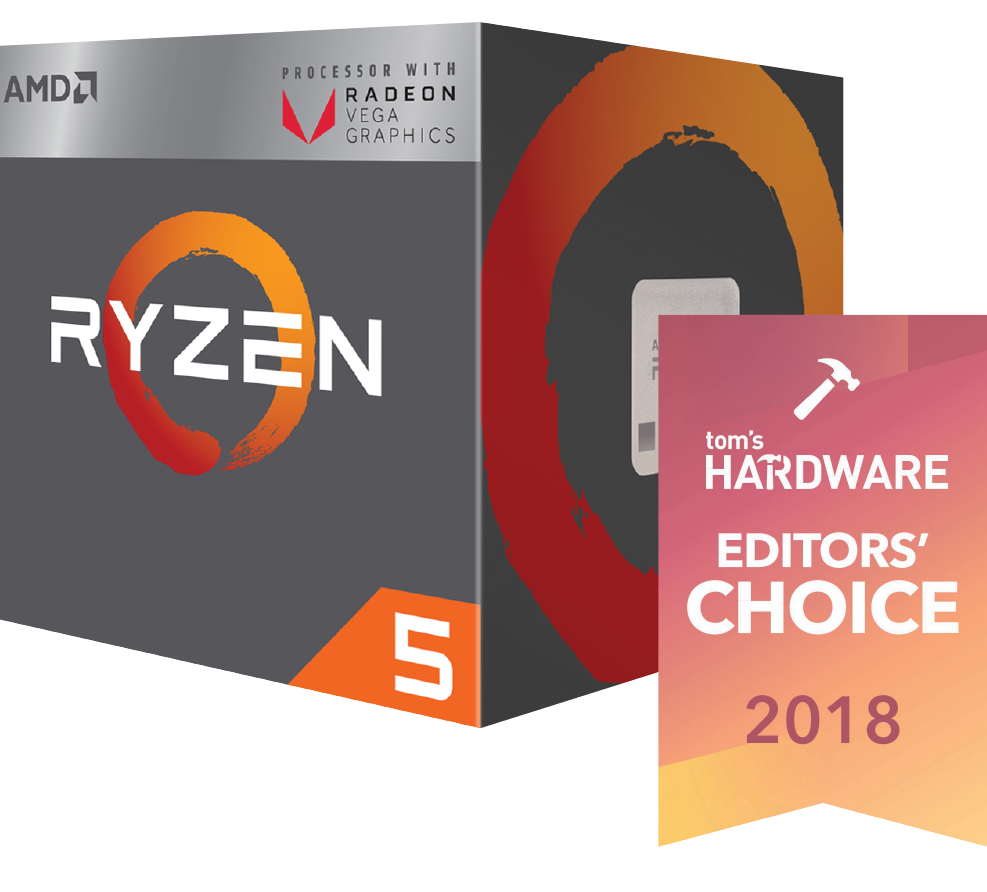 AMD
PROCESSOR WITH
RADEON
VEGA
GRAPHICS
RYZEN
5
tom's
HARDWARE
EDITORS’
CHOICE
2018